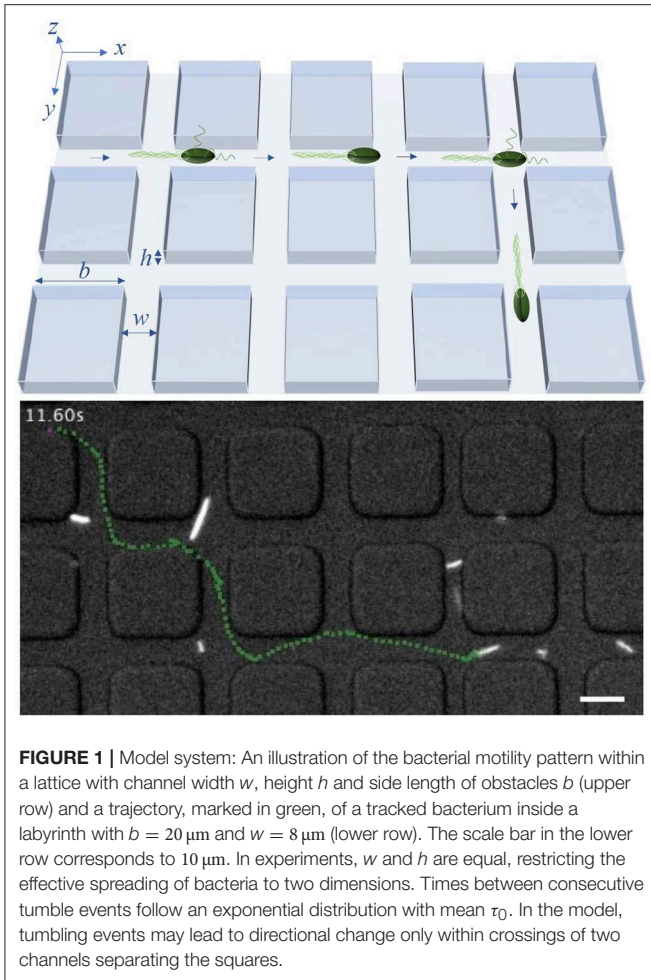 z
x
y
h
b
w
11.60s
FIGURE 1 | Model system: An illustration of the bacterial motility pattern within
a lattice with channel width w, height h and side length of obstacles b (upper
row) and a trajectory, marked in green, of a tracked bacterium inside a
labyrinth with b = 20 μm and w = 8 μm (lower row). The scale bar in the lower
row corresponds to 10 μm. In experiments, w and h are equal, restricting the
effective spreading of bacteria to two dimensions. Times between consecutive
tumble events follow an exponential distribution with mean τ₀. In the model,
tumbling events may lead to directional change only within crossings of two
channels separating the squares.